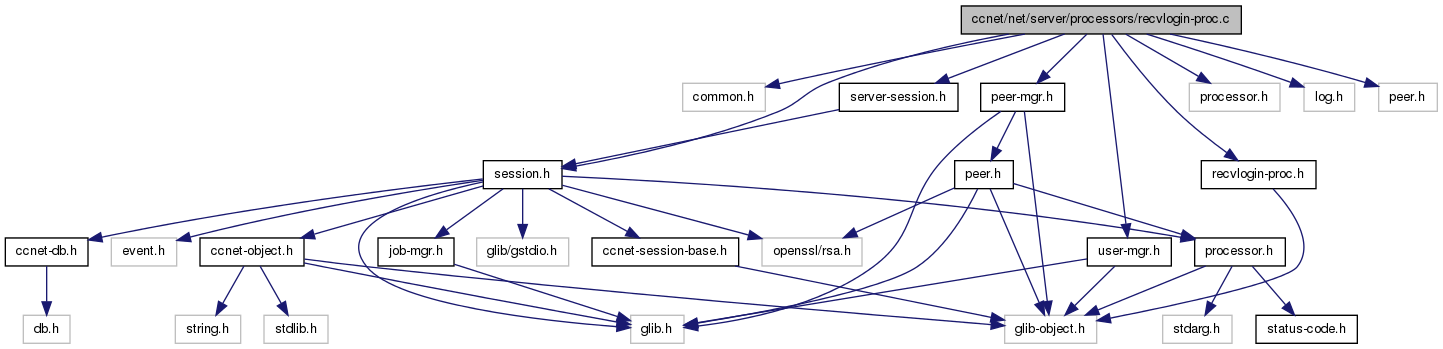 ccnet/net/server/processors/recvlogin-proc.c
common.h
server-session.h
peer-mgr.h
processor.h
log.h
peer.h
session.h
peer.h
recvlogin-proc.h
ccnet-db.h
event.h
ccnet-object.h
job-mgr.h
glib/gstdio.h
ccnet-session-base.h
openssl/rsa.h
user-mgr.h
processor.h
db.h
string.h
stdlib.h
glib.h
glib-object.h
stdarg.h
status-code.h